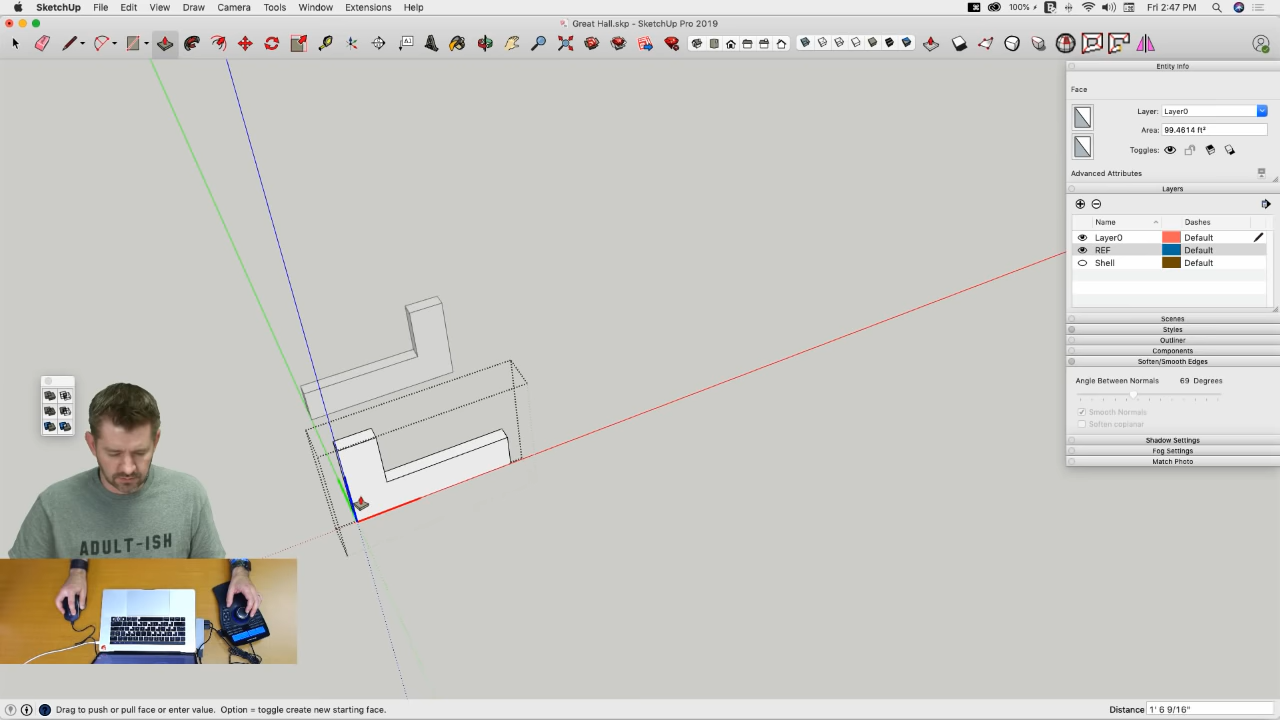 SketchUp File Edit View Draw Camera Tools Window Extensions Help
100% Fri 2:47 PM
Great Hall.skp - SketchUp Pro 2019
Entity Info
Face
Layer: Layer0
Area: 99.4614 ft²
Toggles:
Advanced Attributes
Layers
Name Dashes
Layer0 Default
REF Default
Shell Default
Scenes
Styles
Outliner
Components
Soften/Smooth Edges
Angle Between Normals 69 Degrees
Smooth Normals
Soften coplanar
Shadow Settings
Fog Settings
Match Photo
ADULT-ISH
Drag to push or pull face or enter value. Option = toggle create new starting face.
Distance 1' 6 9/16"